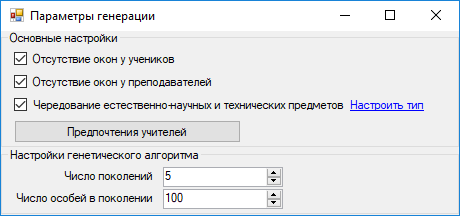 Параметры генерации
Основные настройки
Отсутствие окон у учеников
Отсутствие окон у преподавателей
Чередование естественно-научных и технических предметов Настроить тип
Предпочтения учителей
Настройки генетического алгоритма
Число поколений 5
Число особей в поколении 100